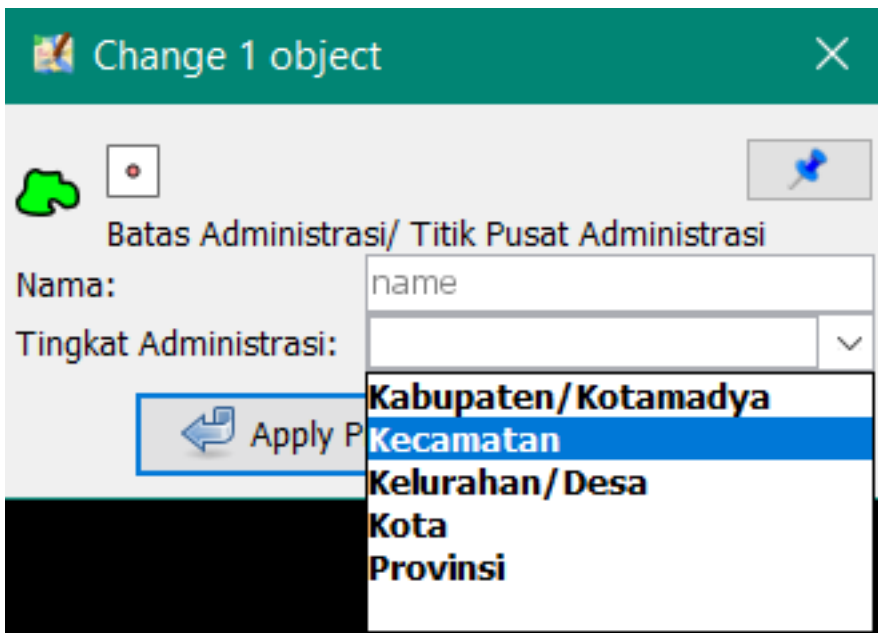 Change 1 object
Batas Administrasi/ Titik Pusat Administrasi
Nama: name
Tingkat Administrasi:
Kabupaten/Kotamadya
Apply P Kecamatan
Kelurahan/Desa
Kota
Provinsi